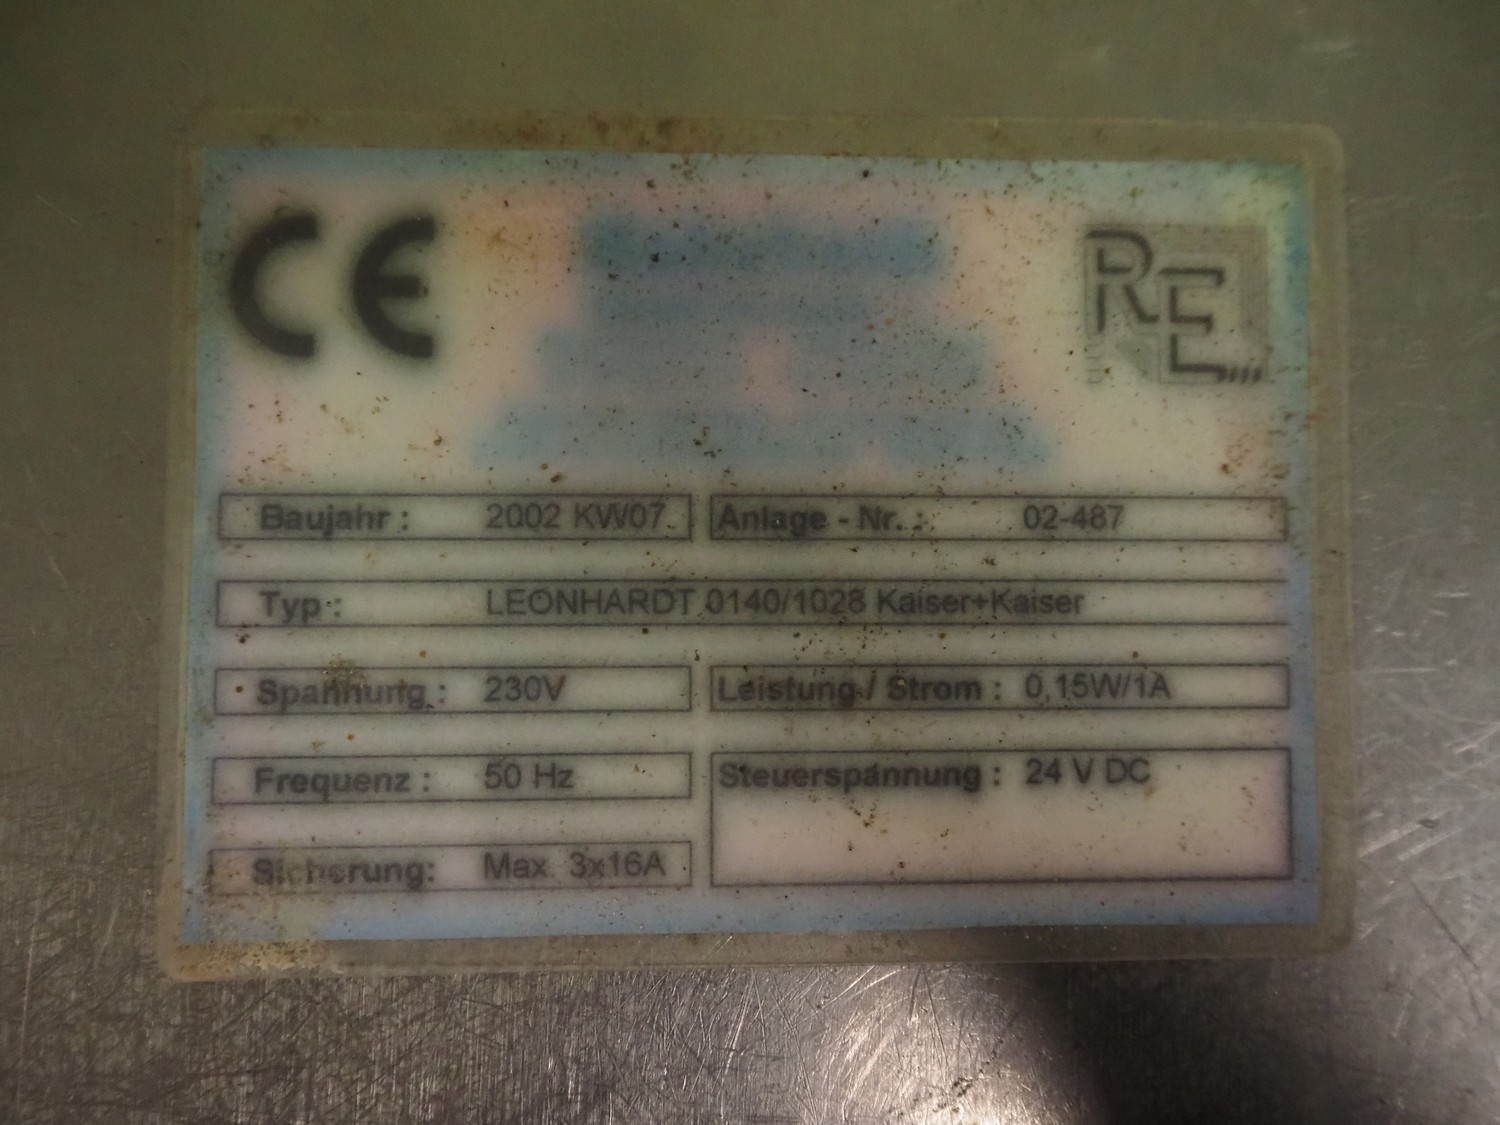 CE
RE
Baujahr : 2002 KW07 Anlage - Nr. : 02-487
Typ : LEONHARDT 0140/1028 Kaiser+Kaiser
Spannung : 230V Leistung / Strom : 0,15W/1A
Frequenz : 50 Hz Steuerspannung : 24 V DC
Sicherung: Max. 3x16A